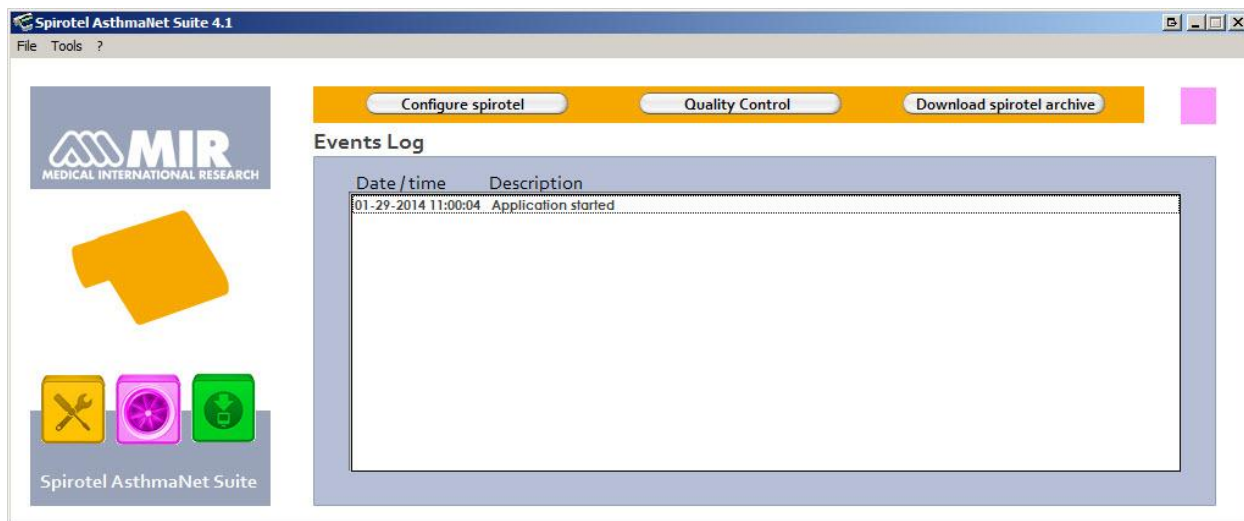 Spirotel AsthmaNet Suite 4.1
File Tools ?
Configure spirotel Quality Control Download spirotel archive
MIR
MEDICAL INTERNATIONAL RESEARCH
Events Log
Date / time Description
01-29-2014 11:00:04 Application started
Spirotel AsthmaNet Suite